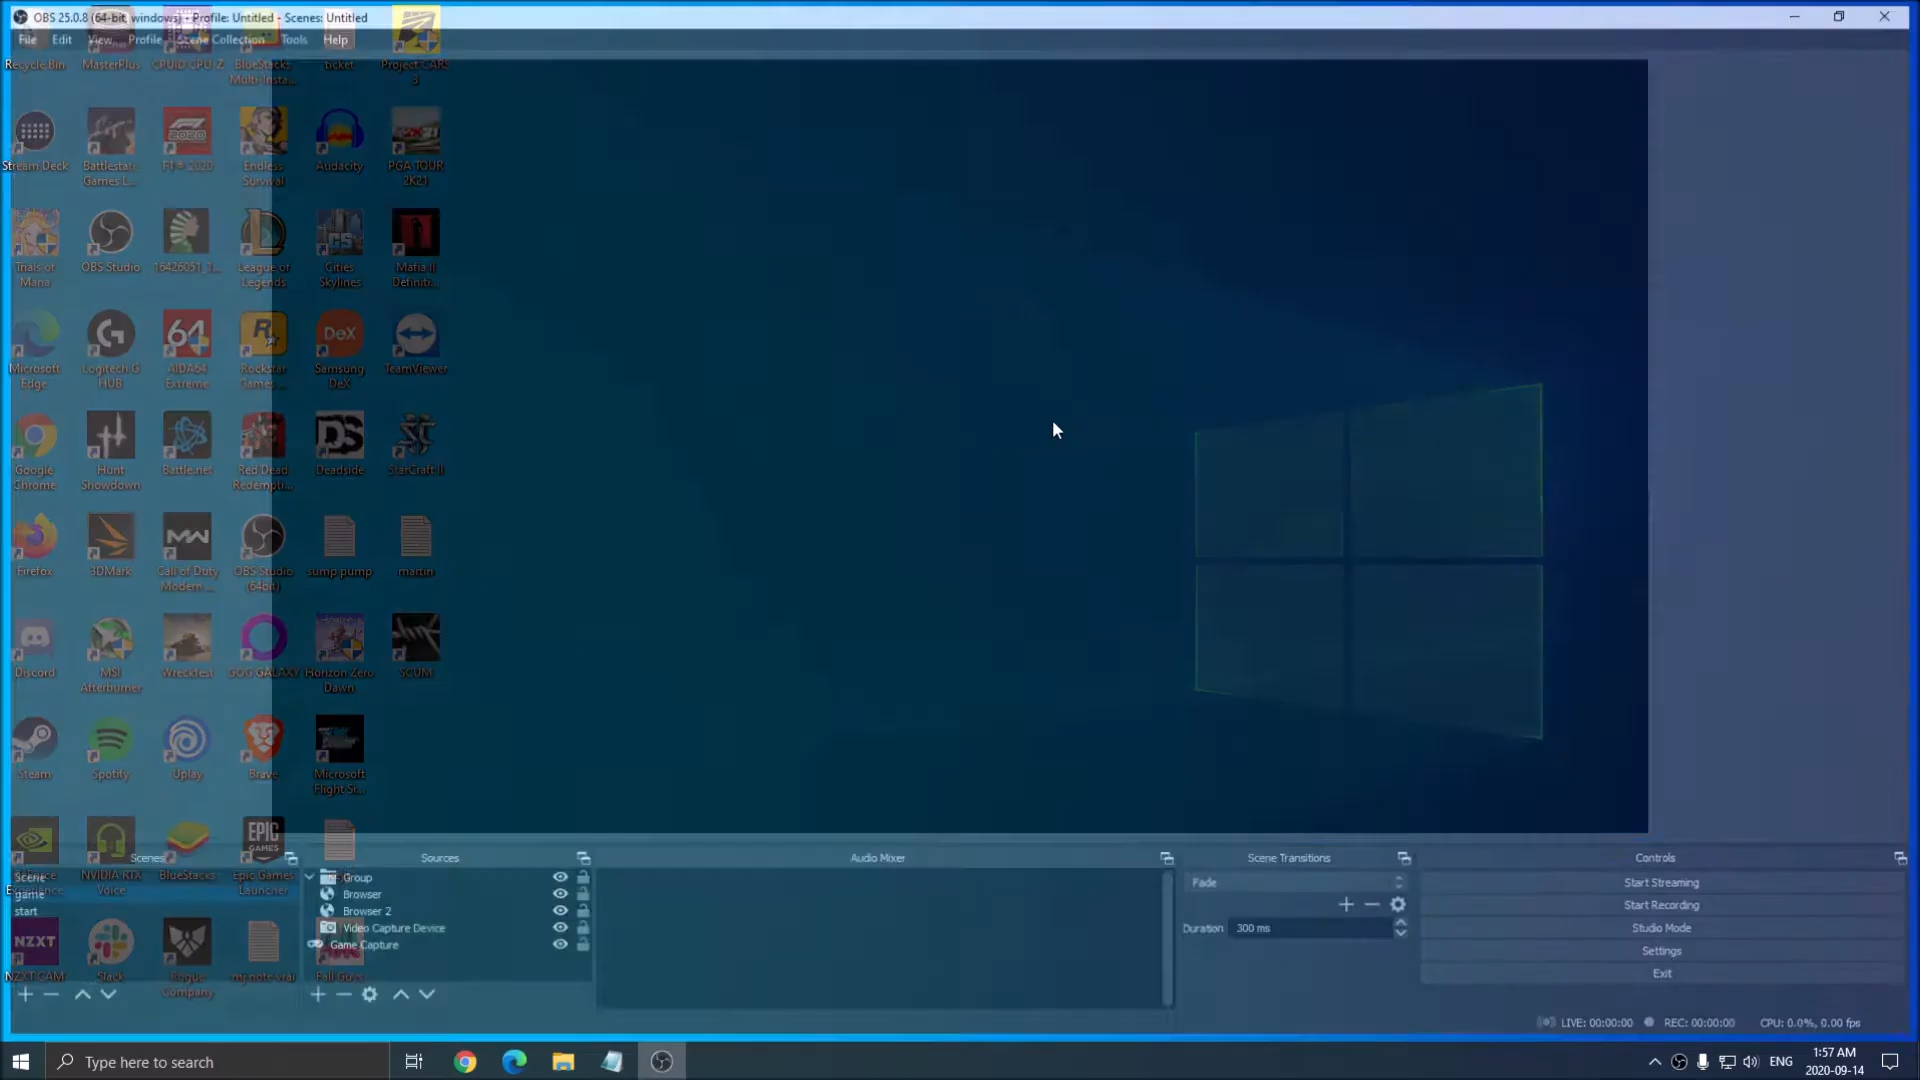 OBS 25.0.8 (64-bit, windows) - Profile: Untitled - Scenes: Untitled
File Edit View Profile Scene Collection Tools Help
Recycle Bin MasterPlus CPUID CPU-Z BlueStacks Multi-Insta... ticket Project CARS 3
Stream Deck Battlestate Games L... F1® 2020 Endless Survival Audacity PGA TOUR 2K21
Trials of Mana OBS Studio 16426051_1... League of Legends Cities Skylines Mafia II Definiti...
Microsoft Edge Logitech G HUB AIDA64 Extreme Rockstar Games ... Samsung DeX TeamViewer
Google Chrome Hunt Showdown Battle.net Red Dead Redempti... Deadside StarCraft II
Firefox 3DMark Call of Duty Modern ... OBS Studio (64bit) sump pump martin
Discord MSI Afterburner Wreckfest GOG GALAXY Horizon Zero Dawn SCUM
Steam Spotify Uplay Brave Microsoft Flight Si...
GeForce Experience NVIDIA RTX Voice BlueStacks Epic Games Launcher
NZXT CAM Slack Rogue Company Fall Guys
Scenes Sources Audio Mixer Scene Transitions Controls
Scene
game
start
Group
Browser
Browser 2
Video Capture Device
Game Capture
Fade
Duration 300 ms
Start Streaming
Start Recording
Studio Mode
Settings
Exit
LIVE: 00:00:00 REC: 00:00:00 CPU: 0.0%, 0.00 fps
Type here to search
ENG
1:57 AM
2020-09-14